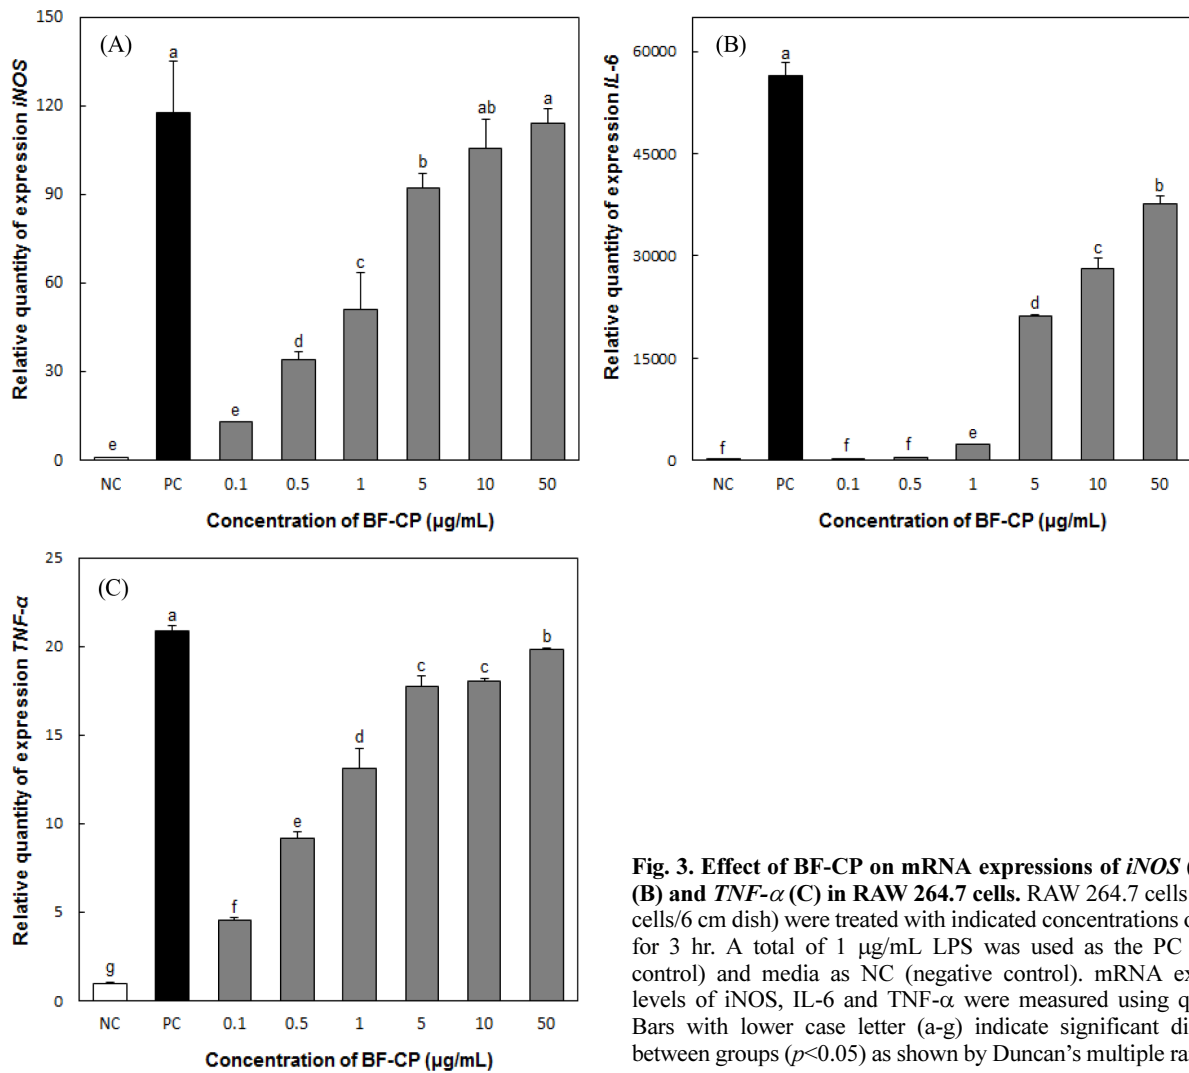 (A)
Relative quantity of expression iNOS
150
120
90
60
30
0
e
a
e
d
c
b
ab
a
NC PC 0.1 0.5 1 5 10 50
Concentration of BF-CP (μg/mL)
(B)
Relative quantity of expression IL-6
60000
45000
30000
15000
0
f
a
f
f
e
d
c
b
NC PC 0.1 0.5 1 5 10 50
Concentration of BF-CP (μg/mL)
(C)
Relative quantity of expression TNF-α
25
20
15
10
5
0
g
a
f
e
d
c
c
b
NC PC 0.1 0.5 1 5 10 50
Concentration of BF-CP (μg/mL)
Fig. 3. Effect of BF-CP on mRNA expressions of iNOS (
(B) and TNF-α (C) in RAW 264.7 cells. RAW 264.7 cells
cells/6 cm dish) were treated with indicated concentrations
for 3 hr. A total of 1 μg/mL LPS was used as the PC
control) and media as NC (negative control). mRNA
levels of iNOS, IL-6 and TNF-α were measured using
Bars with lower case letter (a-g) indicate significant
between groups (p<0.05) as shown by Duncan's multiple